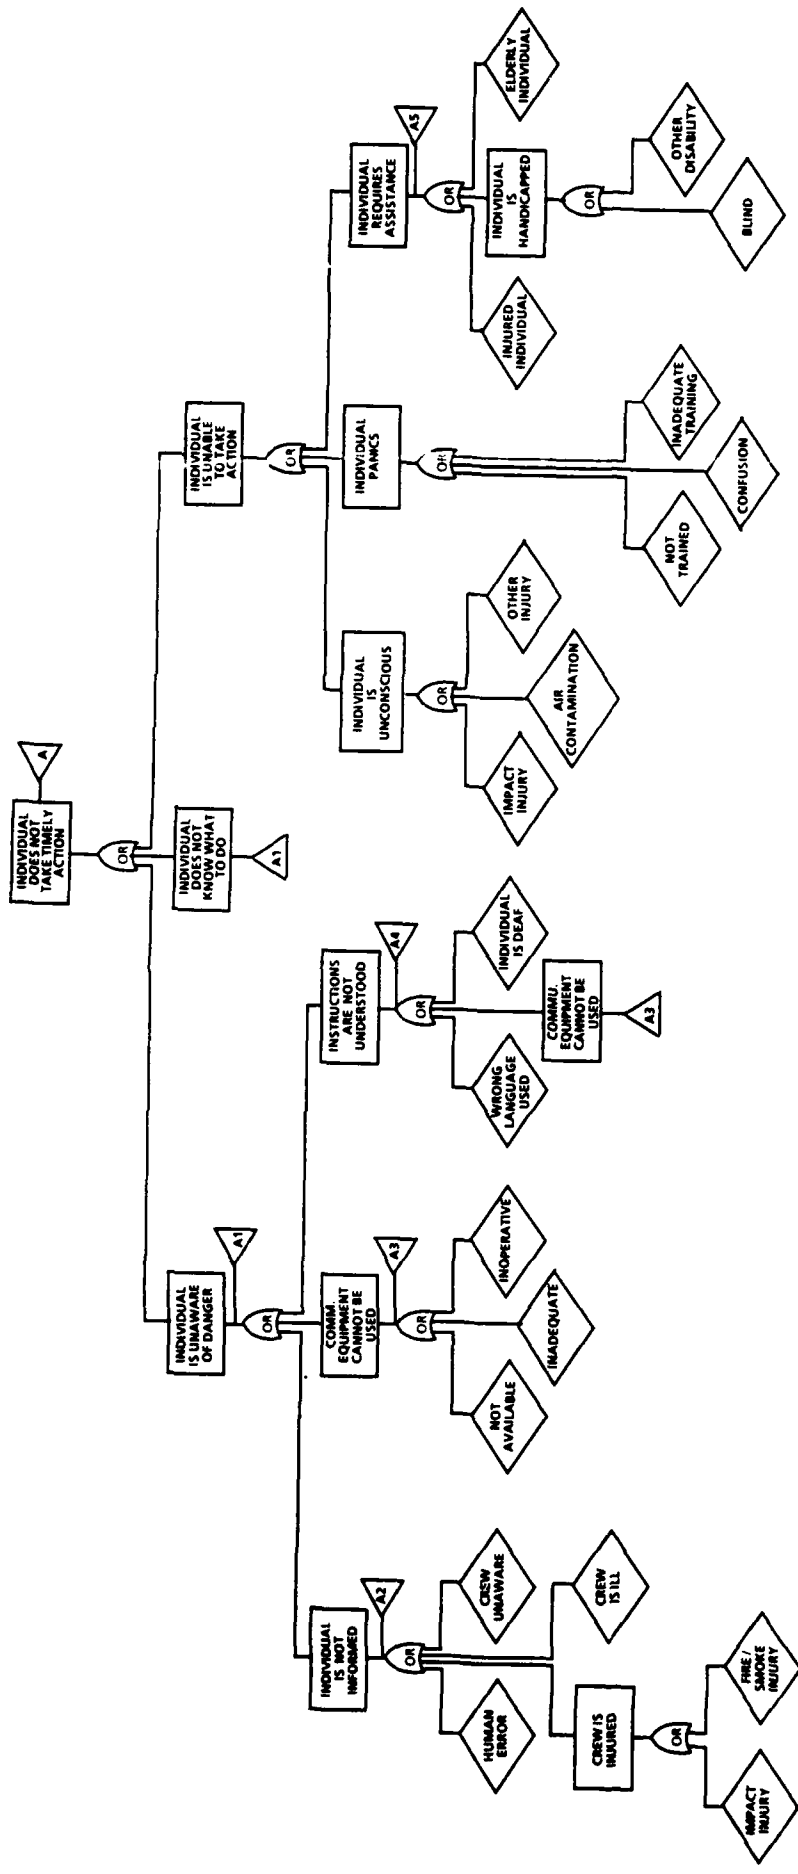 INDIVIDUAL
DOES NOT
TAKE TIMELY
ACTION
A
OR
INDIVIDUAL
IS UNAWARE
OF DANGER
A1
OR
INDIVIDUAL
DOES NOT
KNOW WHAT
TO DO
A1
INDIVIDUAL
IS UNABLE
TO TAKE
ACTION
OR
INDIVIDUAL
IS NOT
INFORMED
A2
OR
COMM.
EQUIPMENT
CANNOT BE
USED
A3
OR
INSTRUCTIONS
ARE NOT
UNDERSTOOD
A4
OR
INDIVIDUAL
IS
UNCONSCIOUS
OR
INDIVIDUAL
PANICS
OR
INDIVIDUAL
REQUIRES
ASSISTANCE
A5
OR
HUMAN
ERROR
CREW
UNAWARE
CREW IS
INJURED
OR
CREW
IS ILL
IMPACT
INJURY
FIRE/
SMOKE
INJURY
NOT
AVAILABLE
INADEQUATE
INOPERATIVE
WRONG
LANGUAGE
USED
COMMU.
EQUIPMENT
CANNOT BE
USED
A3
INDIVIDUAL
IS DEAF
IMPACT
INJURY
AIR
CONTAMINATION
OTHER
INJURY
NOT
TRAINED
CONFUSION
INADEQUATE
TRAINING
INJURED
INDIVIDUAL
INDIVIDUAL
IS
HANDICAPPED
OR
ELDERLY
INDIVIDUAL
BLIND
OTHER
DISABILITY